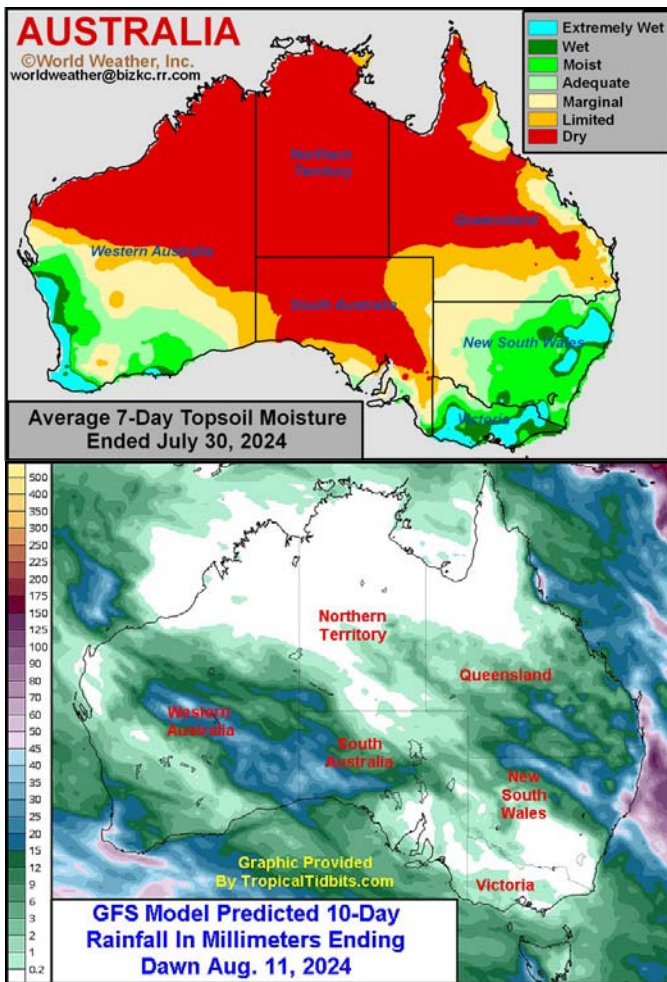 AUSTRALIA
©World Weather, Inc.
worldweather@bizkc.rr.com
Extremely Wet
Wet
Moist
Adequate
Marginal
Limited
Dry
Northern
Territory
Queensland
Western Australia
South Australia
New South Wales
Victoria
Average 7-Day Topsoil Moisture
Ended July 30, 2024
500
400
300
250
225
175
150
125
100
90
80
70
60
50
45
40
35
30
25
20
15
12
9
6
3
2
1
0.2
Northern
Territory
Queensland
Western
Australia
South
Australia
New
South
Wales
Victoria
Graphic Provided
By TropicalTidbits.com
GFS Model Predicted 10-Day
Rainfall In Millimeters Ending
Dawn Aug. 11, 2024